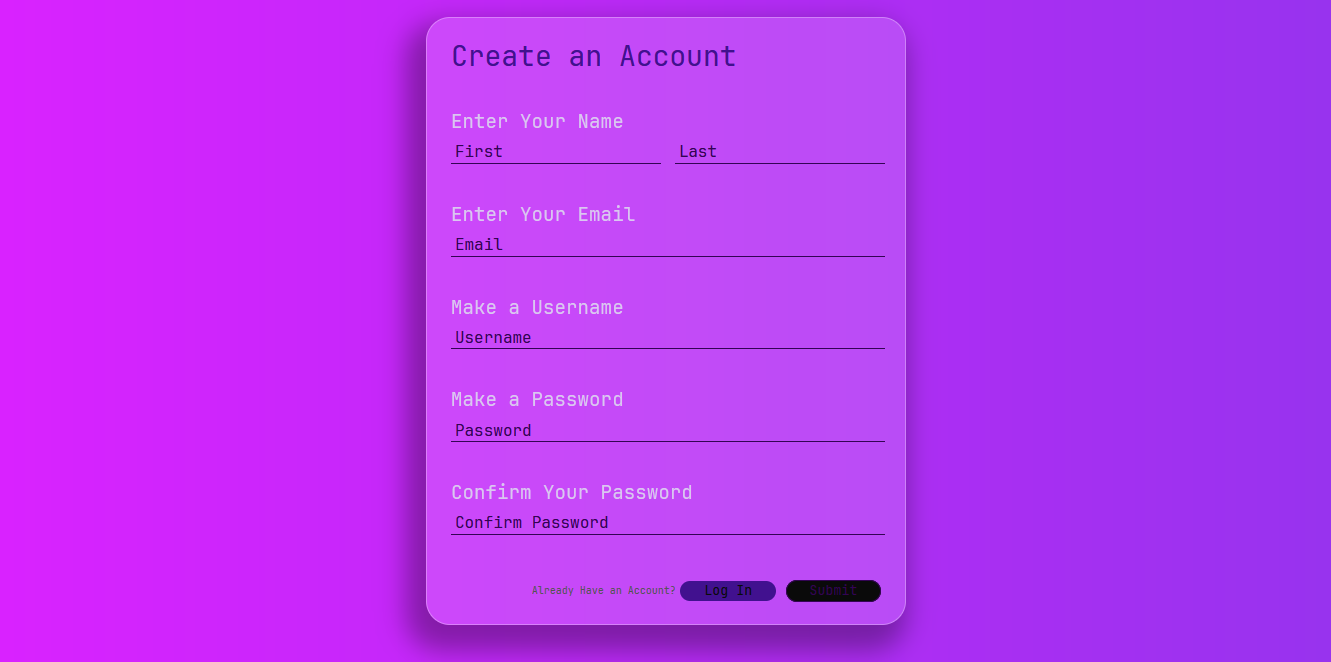 Create an Account
Enter Your Name
First Last
Enter Your Email
Email
Make a Username
Username
Make a Password
Password
Confirm Your Password
Confirm Password
Already Have an Account? Log In Submit